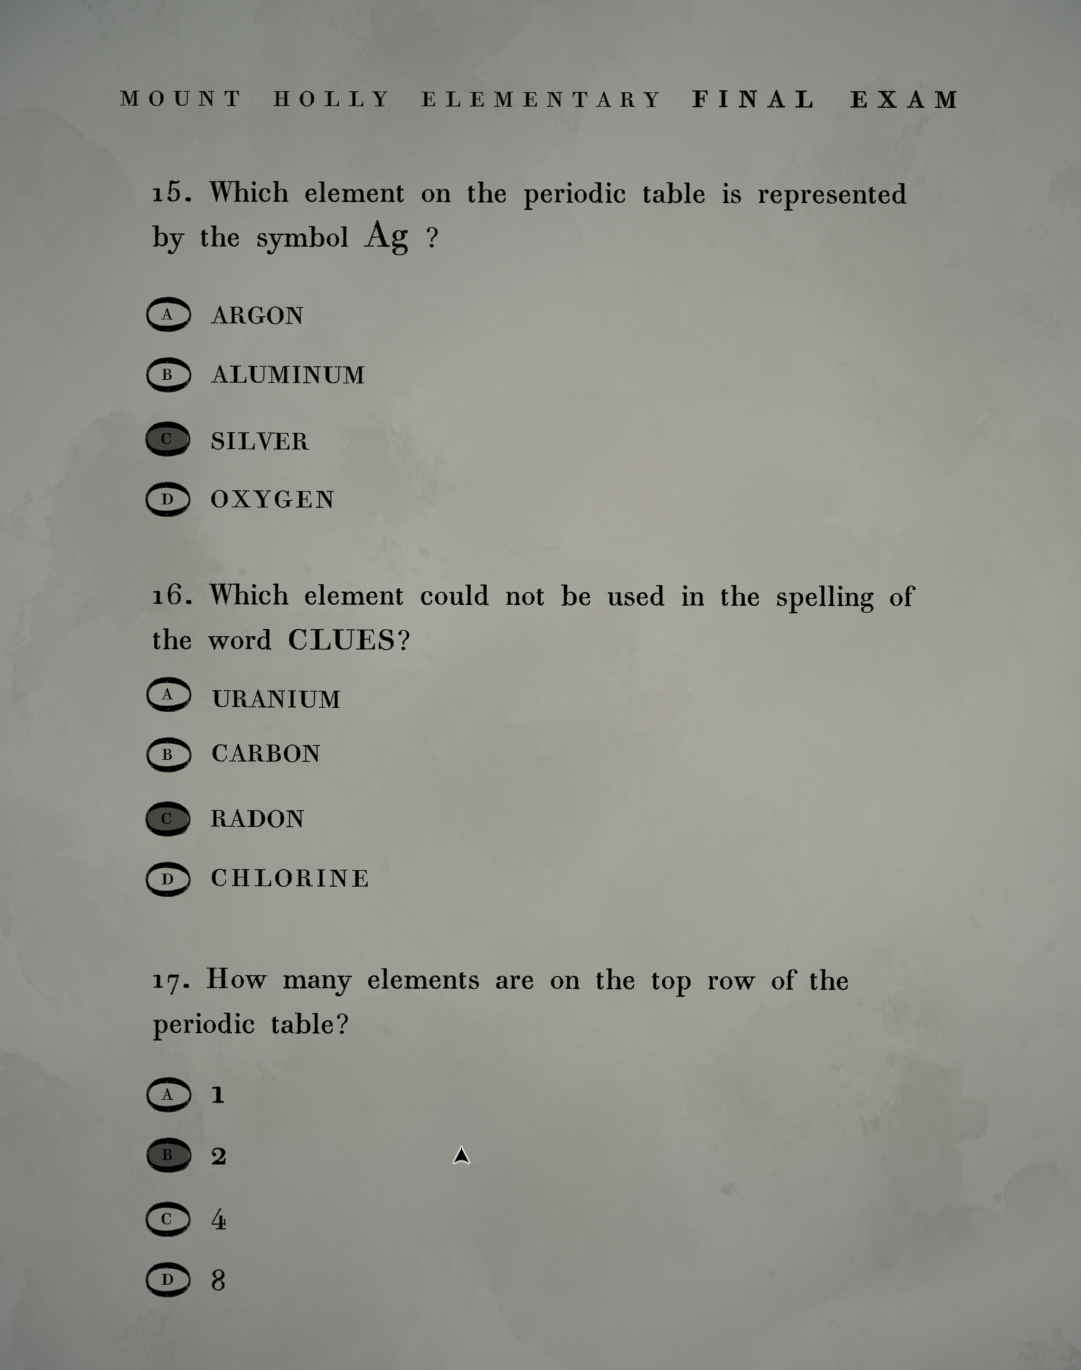 MOUNT HOLLY ELEMENTARY FINAL EXAM
15. Which element on the periodic table is represented
by the symbol Ag ?
A ARGON
B ALUMINUM
C SILVER
D OXYGEN
16. Which element could not be used in the spelling of
the word CLUES?
A URANIUM
B CARBON
C RADON
D CHLORINE
17. How many elements are on the top row of the
periodic table?
A 1
B 2
C 4
D 8